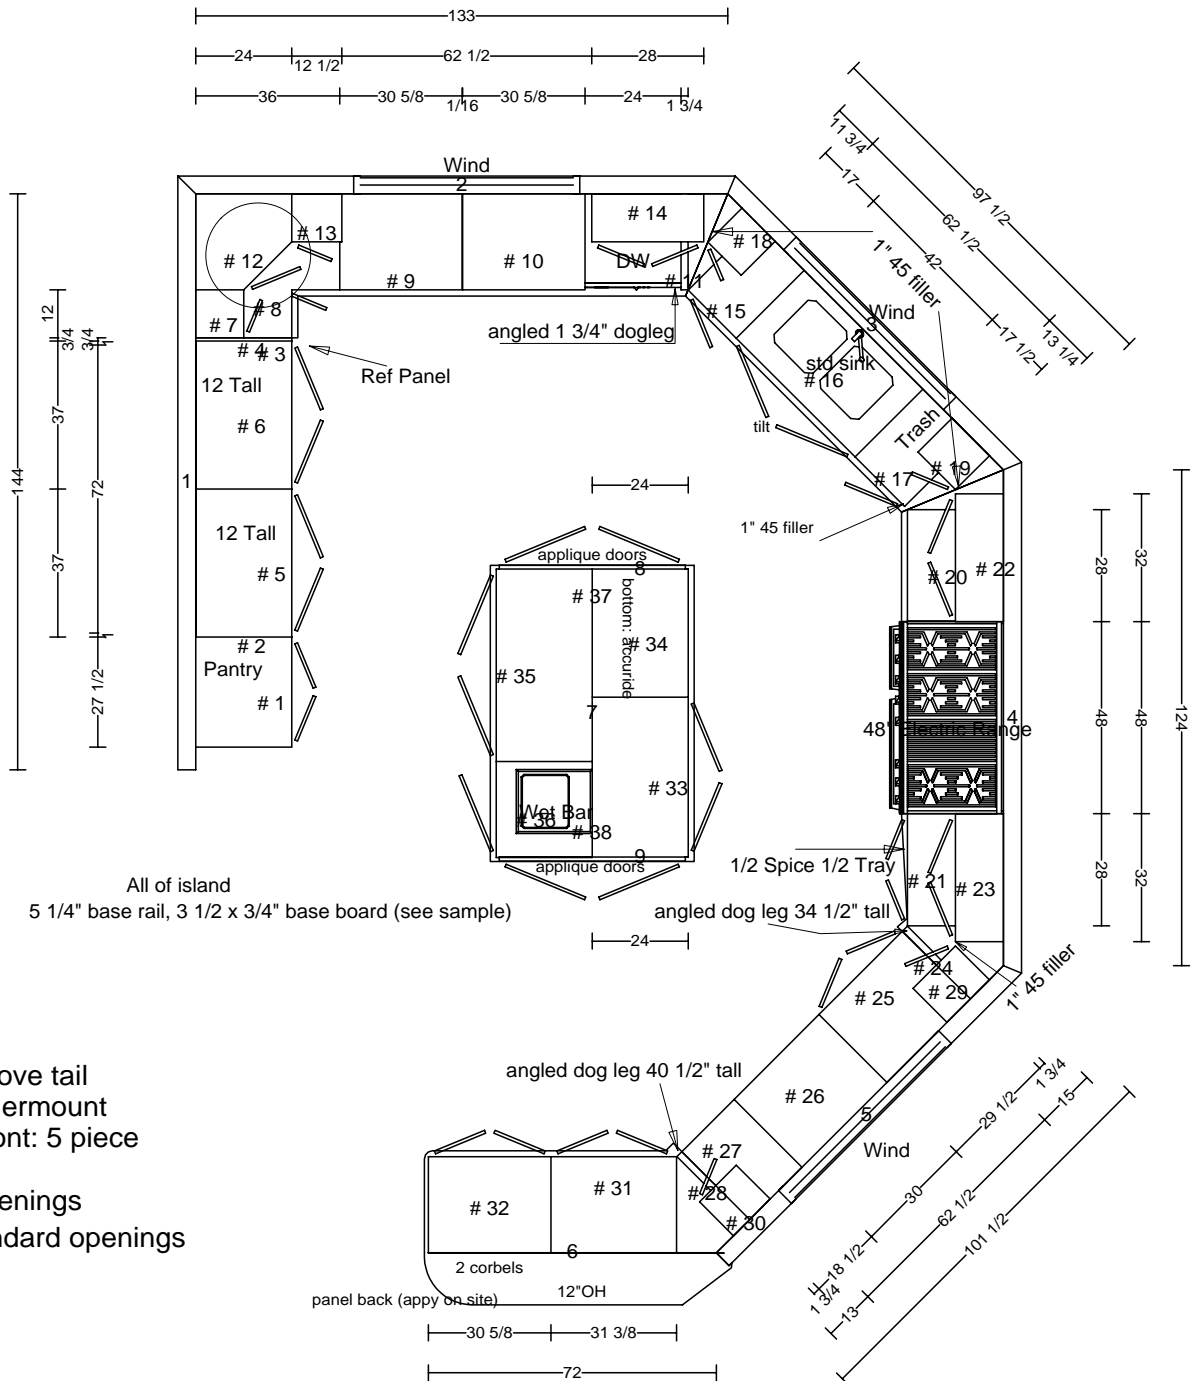 133
24
12 1/2
62 1/2
28
36
30 5/8
1/16
30 5/8
24
1 3/4
11 3/4
17
97 1/2
62 1/2
42
13 1/4
17 1/2
Wind
2
# 14
# 13
# 12
# 9
# 10
DW
# 11
# 18
1" 45 filler
Wind
3
# 15
std sink
# 16
# 7
# 8
# 4
# 3
angled 1 3/4" dogleg
Ref Panel
12
3/4
3/4
12 Tall
# 6
37
72
144
1
tilt
Trash
# 17
# 19
24
1" 45 filler
12 Tall
# 5
37
applique doors
8
# 37
bottom: accuride
# 34
# 20
# 22
28
32
# 2
Pantry
# 1
27 1/2
# 35
7
4
48" Electric Range
48
48
124
# 33
Wet Bar
# 36
# 38
9
applique doors
1/2 Spice 1/2 Tray
# 21
# 23
28
32
All of island
5 1/4" base rail, 3 1/2 x 3/4" base board (see sample)
angled dog leg 34 1/2" tall
24
# 24
# 29
# 25
1" 45 filler
ove tail
ermount
ont: 5 piece
enings
ndard openings
angled dog leg 40 1/2" tall
# 26
5
Wind
1 3/4
29 1/2
15
30
62 1/2
101 1/2
18 1/2
1 3/4
13
# 27
# 28
# 30
# 31
# 32
6
2 corbels
12"OH
panel back (appy on site)
30 5/8
31 3/8
72